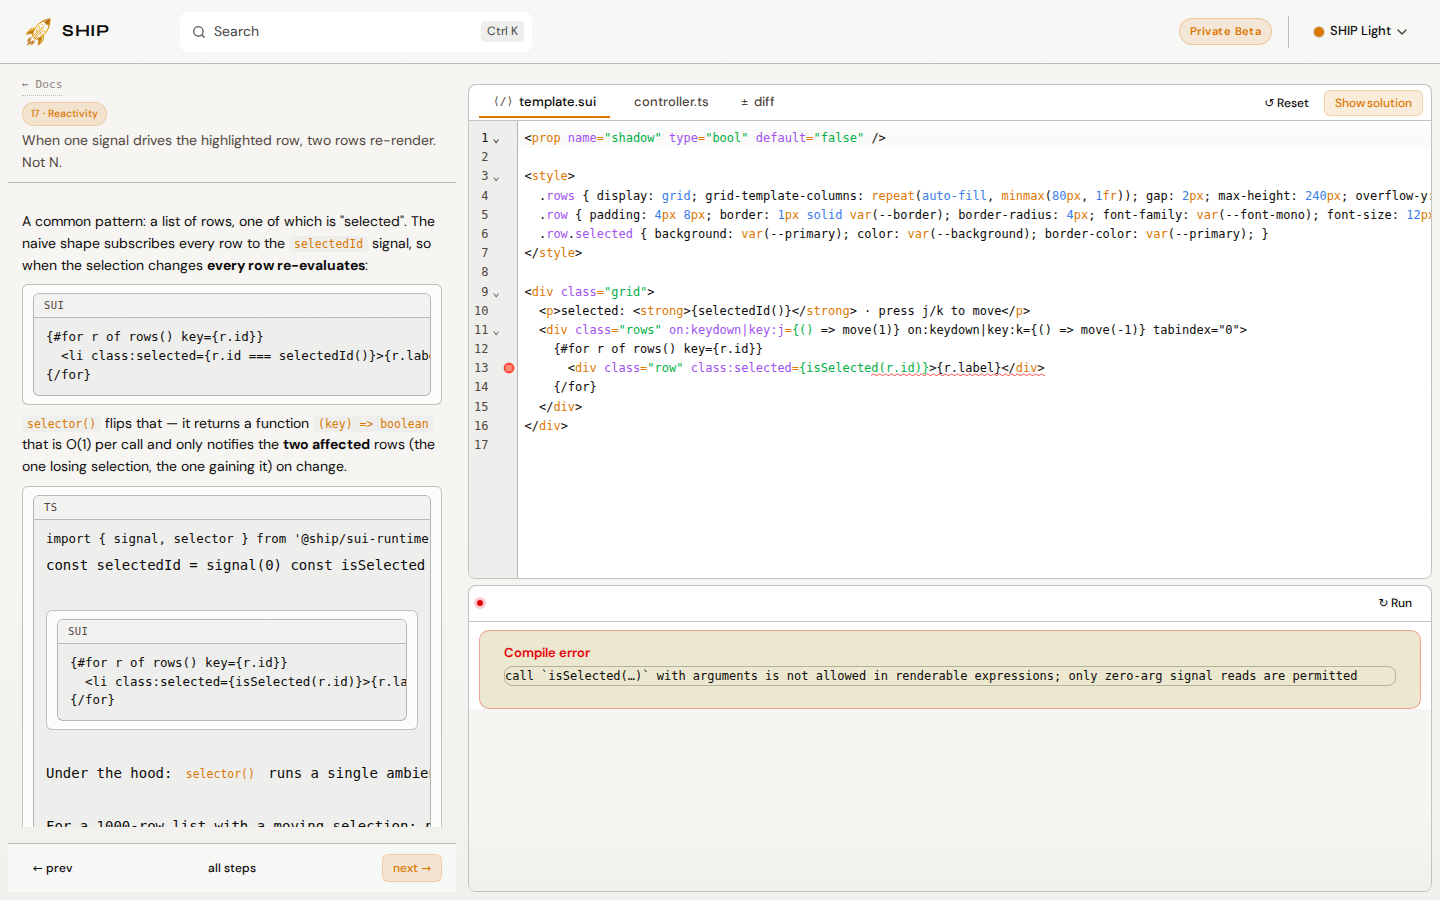 SHIP
Search
Ctrl K
Private Beta
SHIP Light
← Docs
17 · Reactivity
When one signal drives the highlighted row, two rows re-render.
Not N.
A common pattern: a list of rows, one of which is "selected". The
naive shape subscribes every row to the selectedId signal, so
when the selection changes every row re-evaluates:
SUI
{#for r of rows() key={r.id}}
<li class:selected={r.id === selectedId()}>{r.labe
{/for}
selector() flips that — it returns a function (key) => boolean
that is O(1) per call and only notifies the two affected rows (the
one losing selection, the one gaining it) on change.
TS
import { signal, selector } from '@ship/sui-runtime
const selectedId = signal(0) const isSelected
SUI
{#for r of rows() key={r.id}}
<li class:selected={isSelected(r.id)}>{r.la
{/for}
Under the hood: selector() runs a single ambie
For a 1000-row list with a moving selection:
← prev
all steps
next →
⟨/⟩ template.sui
controller.ts
± diff
↺ Reset
Show solution
1 <prop name="shadow" type="bool" default="false" />
2
3 <style>
4 .rows { display: grid; grid-template-columns: repeat(auto-fill, minmax(80px, 1fr)); gap: 2px; max-height: 240px; overflow-y:
5 .row { padding: 4px 8px; border: 1px solid var(--border); border-radius: 4px; font-family: var(--font-mono); font-size: 12px
6 .row.selected { background: var(--primary); color: var(--background); border-color: var(--primary); }
7 </style>
8
9 <div class="grid">
10 <p>selected: <strong>{selectedId()}</strong> · press j/k to move</p>
11 <div class="rows" on:keydown|key:j={() => move(1)} on:keydown|key:k={() => move(-1)} tabindex="0">
12 {#for r of rows() key={r.id}}
13 <div class="row" class:selected={isSelected(r.id)}>{r.label}</div>
14 {/for}
15 </div>
16 </div>
17
↻ Run
Compile error
call `isSelected(…)` with arguments is not allowed in renderable expressions; only zero-arg signal reads are permitted